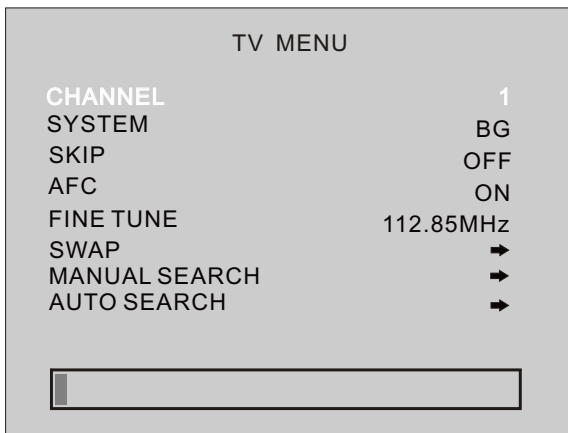 TV MENU
CHANNEL 1
SYSTEM BG
SKIP OFF
AFC ON
FINE TUNE 112.85MHz
SWAP ➡
MANUAL SEARCH ➡
AUTO SEARCH ➡